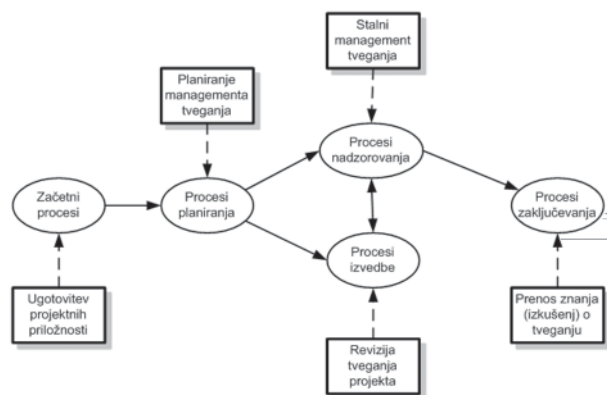 Stalni
management
tveganja
Planiranje
managementa
tveganja
Procesi
nadzorovanja
Začetni
procesi
Procesi
planiranja
Procesi
zaključevanja
Procesi
izvedbe
Ugotovitev
projektnih
priložnosti
Prenos znanja
(izkušenj) o
tveganju
Revizija
tveganja
projekta